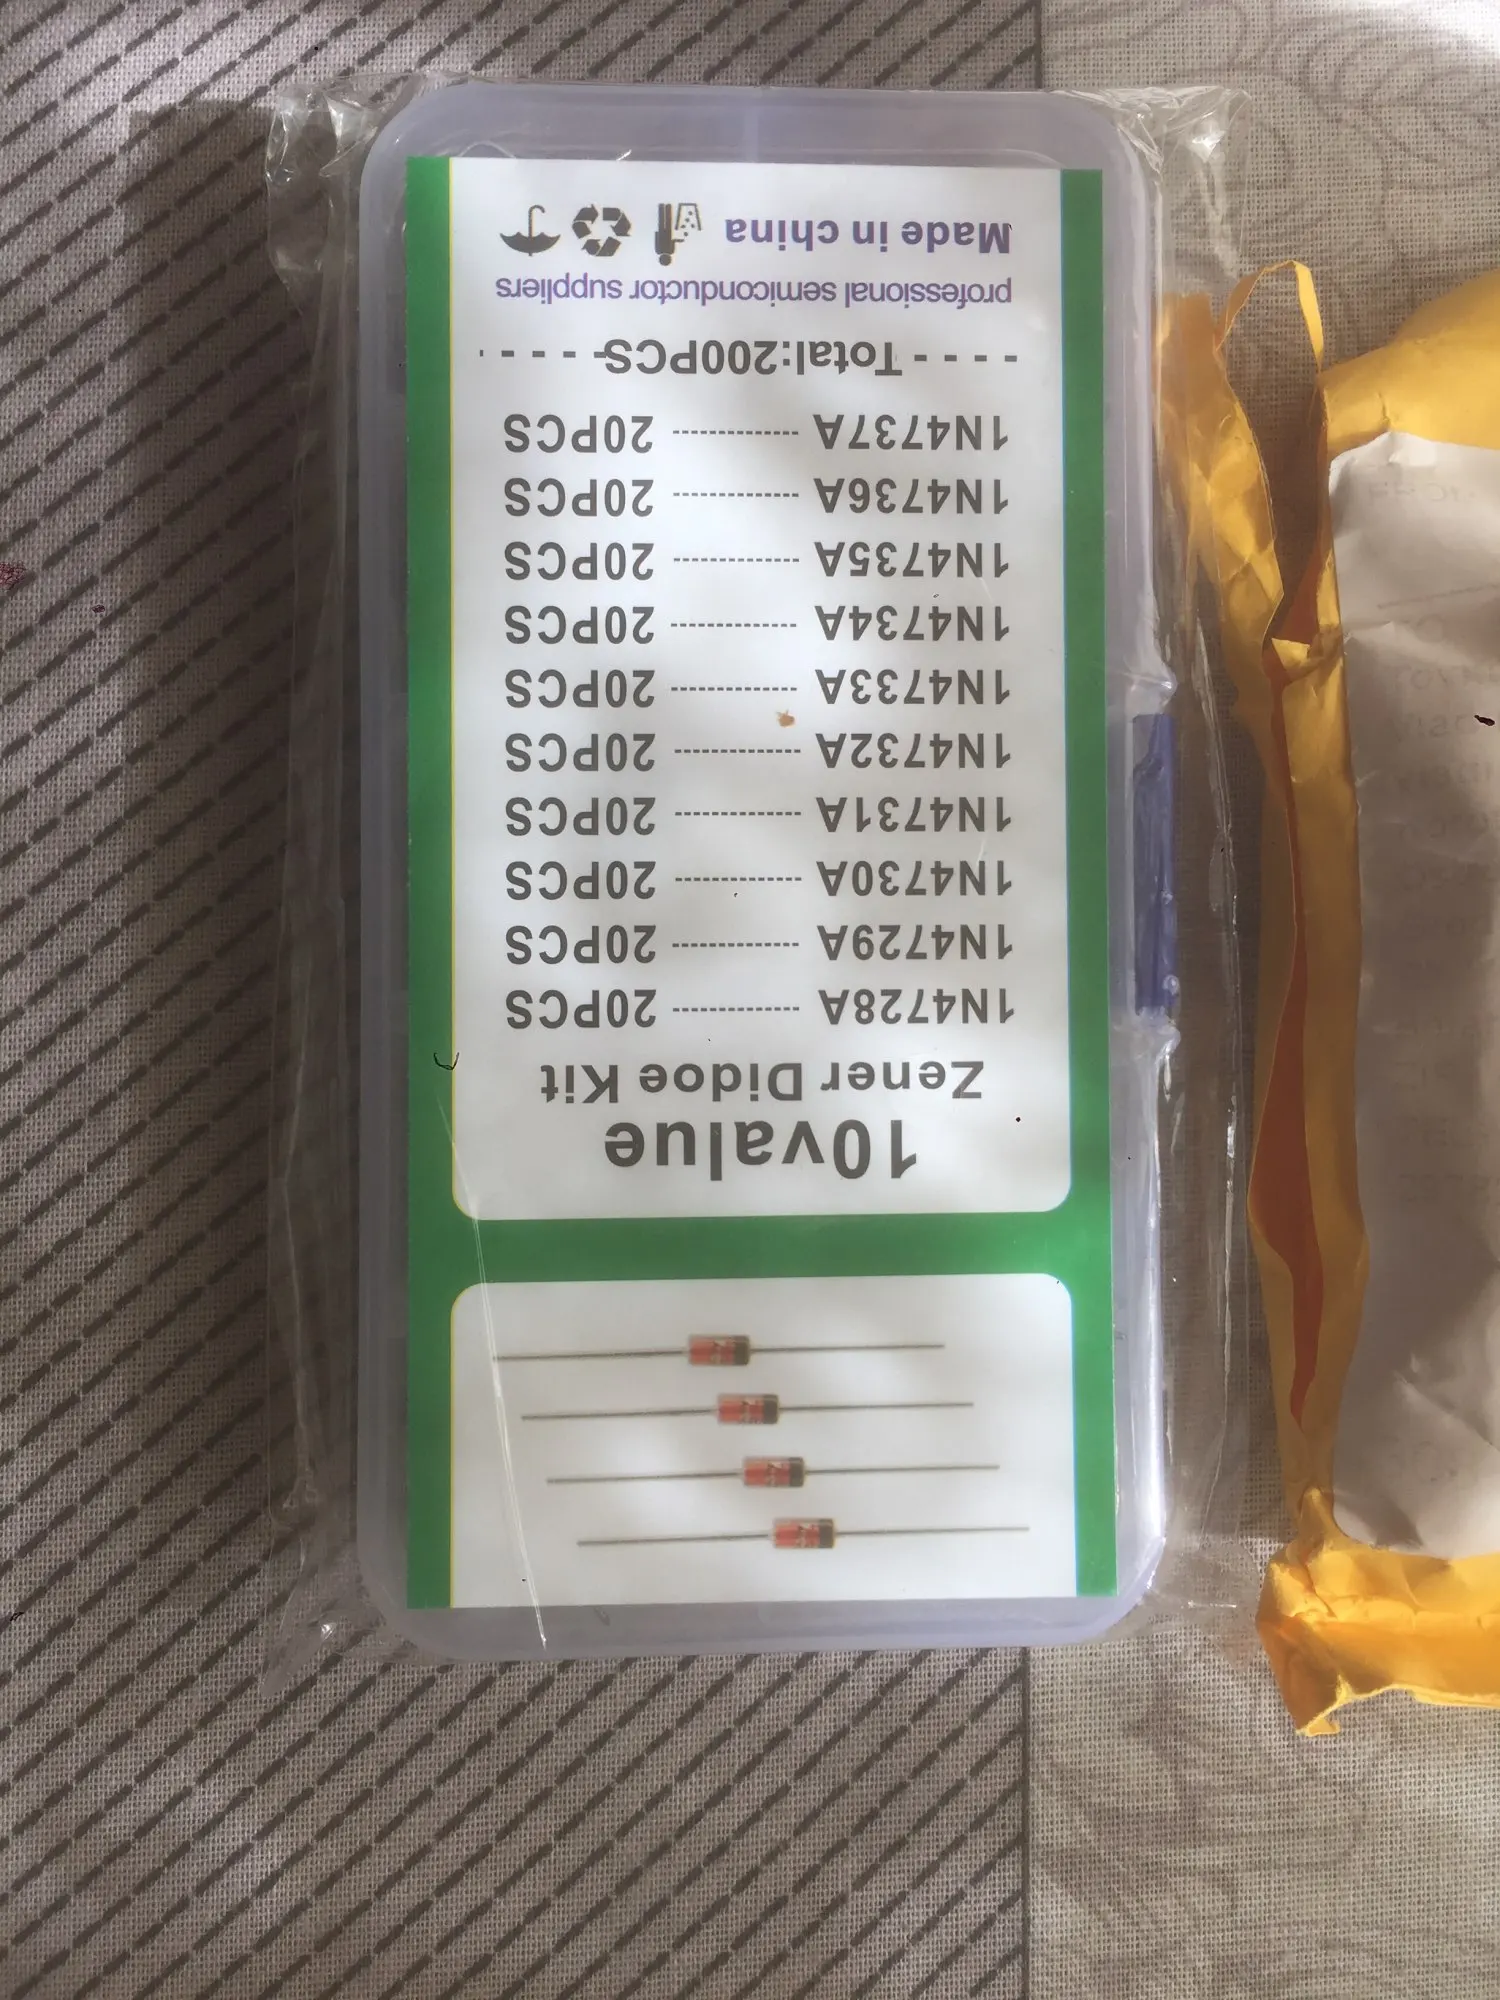 10value
Zener Didoe Kit
1N4728A ------------- 20PCS
1N4729A ------------- 20PCS
1N4730A ------------- 20PCS
1N4731A ------------- 20PCS
1N4732A ------------- 20PCS
1N4733A ------------- 20PCS
1N4734A ------------- 20PCS
1N4735A ------------- 20PCS
1N4736A ------------- 20PCS
1N4737A ------------- 20PCS
----Total:200PCS-----
professional semiconductor suppliers
Made in china